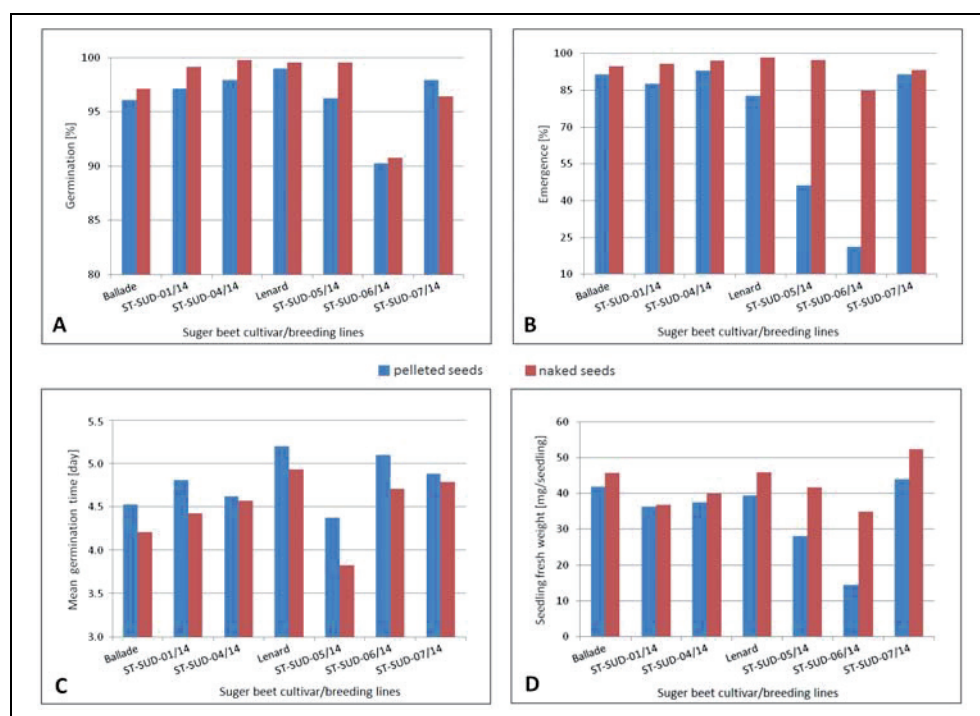 100
95
90
85
80
Germination [%]
Ballade
ST-SUD-01/14
ST-SUD-04/14
Lenard
ST-SUD-05/14
ST-SUD-06/14
ST-SUD-07/14
A
Suger beet cultivar/breeding lines
100
85
70
55
40
25
10
Emergence [%]
Ballade
ST-SUD-01/14
ST-SUD-04/14
Lenard
ST-SUD-05/14
ST-SUD-06/14
ST-SUD-07/14
B
Suger beet cultivar/breeding lines
pelleted seeds
naked seeds
5.5
5.0
4.5
4.0
3.5
3.0
Mean germination time [day]
Ballade
ST-SUD-01/14
ST-SUD-04/14
Lenard
ST-SUD-05/14
ST-SUD-06/14
ST-SUD-07/14
C
Suger beet cultivar/breeding lines
60
50
40
30
20
10
0
Seedling fresh weight [mg/seedling]
Ballade
ST-SUD-01/14
ST-SUD-04/14
Lenard
ST-SUD-05/14
ST-SUD-06/14
ST-SUD-07/14
D
Suger beet cultivar/breeding lines